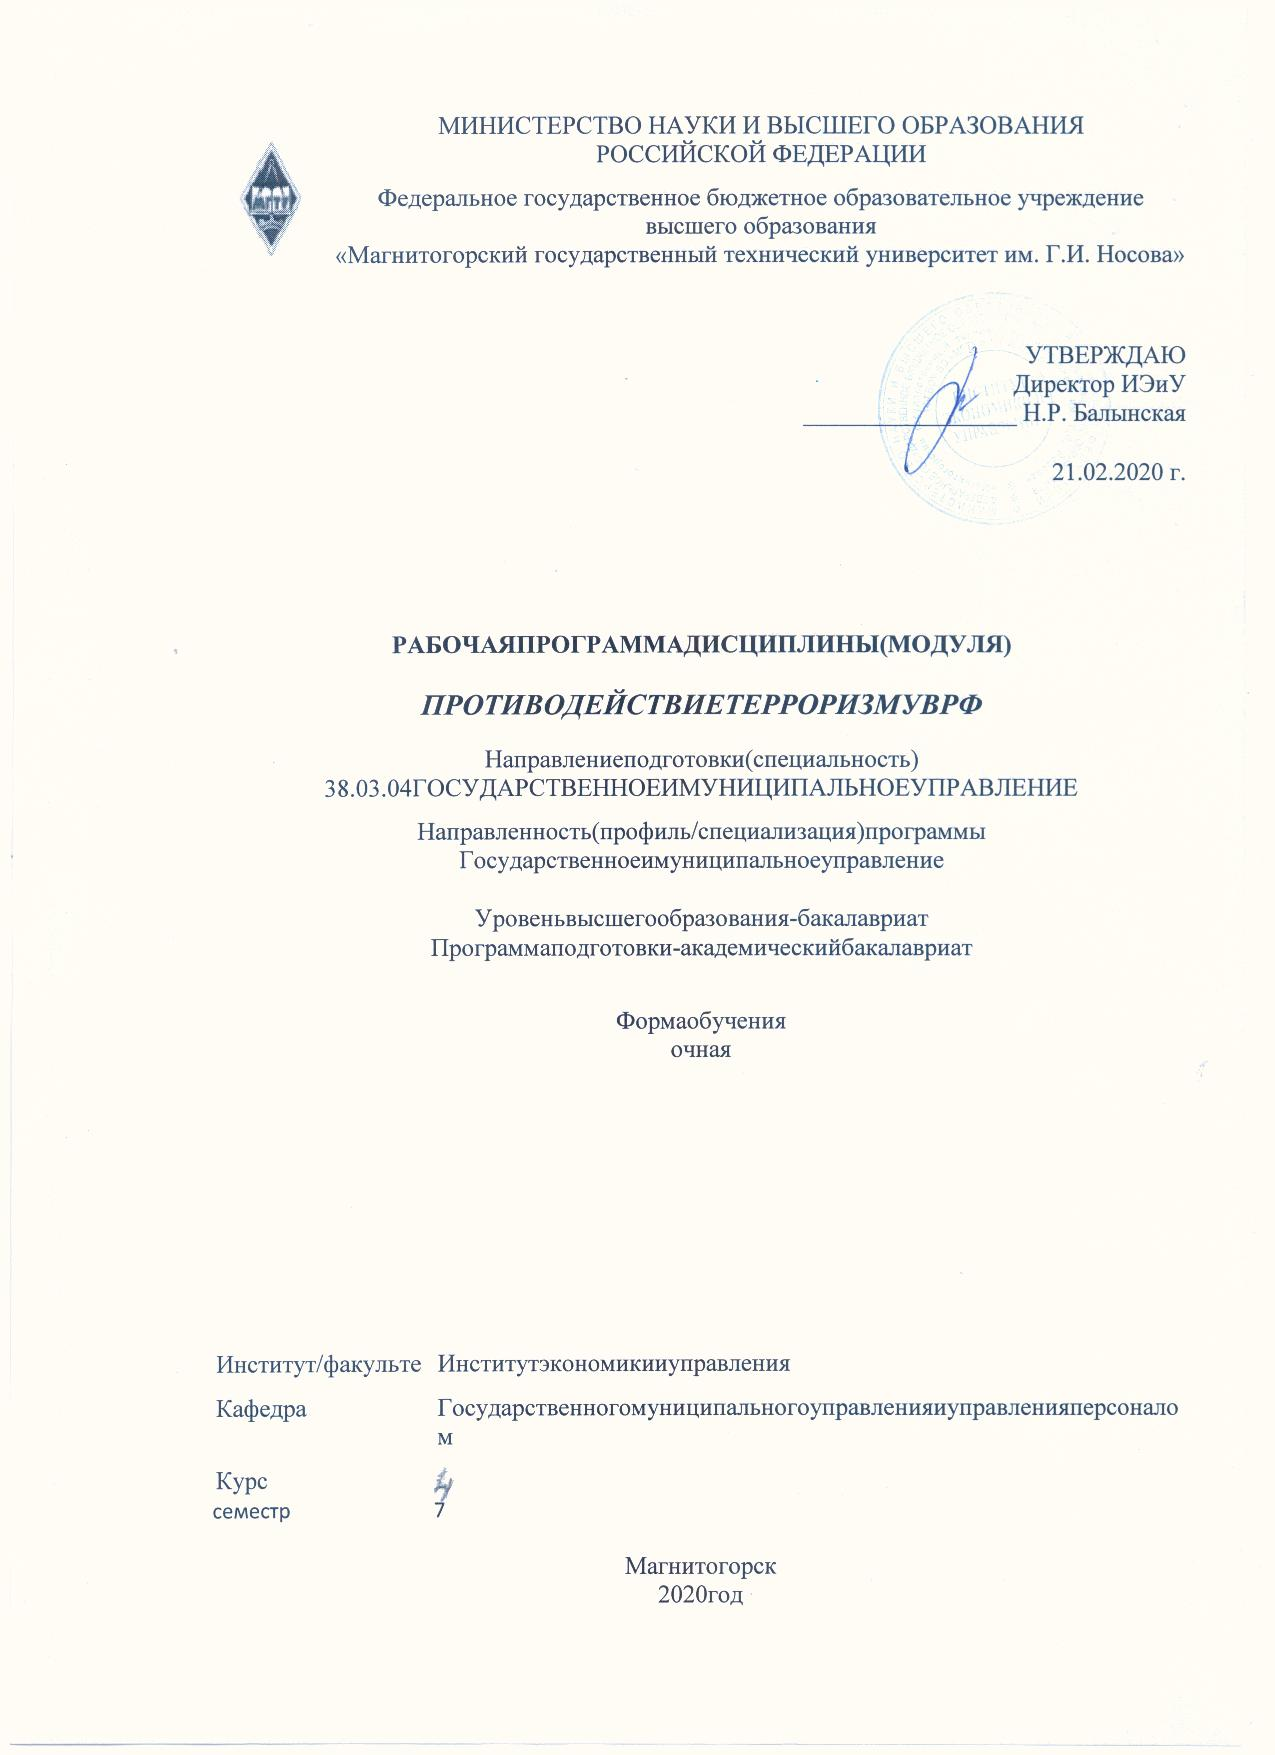 МИНИСТЕРСТВО НАУКИ И ВЫСШЕГО ОБРАЗОВАНИЯ
РОССИЙСКОЙ ФЕДЕРАЦИИ
МГТУ
Федеральное государственное бюджетное образовательное учреждение
высшего образования
«Магнитогорский государственный технический университет им. Г.И. Носова»
УТВЕРЖДАЮ
Директор ИЭиУ
Н.Р. Балынская
21.02.2020 г.
РАБОЧАЯПРОГРАММАДИСЦИПЛИНЫ(МОДУЛЯ)
ПРОТИВОДЕЙСТВИЕТЕРРОРИЗМУВРФ
Направлениеподготовки(специальность)
38.03.04ГОСУДАРСТВЕННОЕИМУНИЦИПАЛЬНОЕУПРАВЛЕНИЕ
Направленность(профиль/специализация)программы
Государственноеимуниципальноеуправление
Уровеньвысшегообразования-бакалавриат
Программаподготовки-академическийбакалавриат
Формаобучения
очная
Институт/факульте Институтэкономикииуправления
Кафедра Государственногомуниципальногоуправленияиуправленияперсонало
м
Курс 4
семестр 7
Магнитогорск
2020год